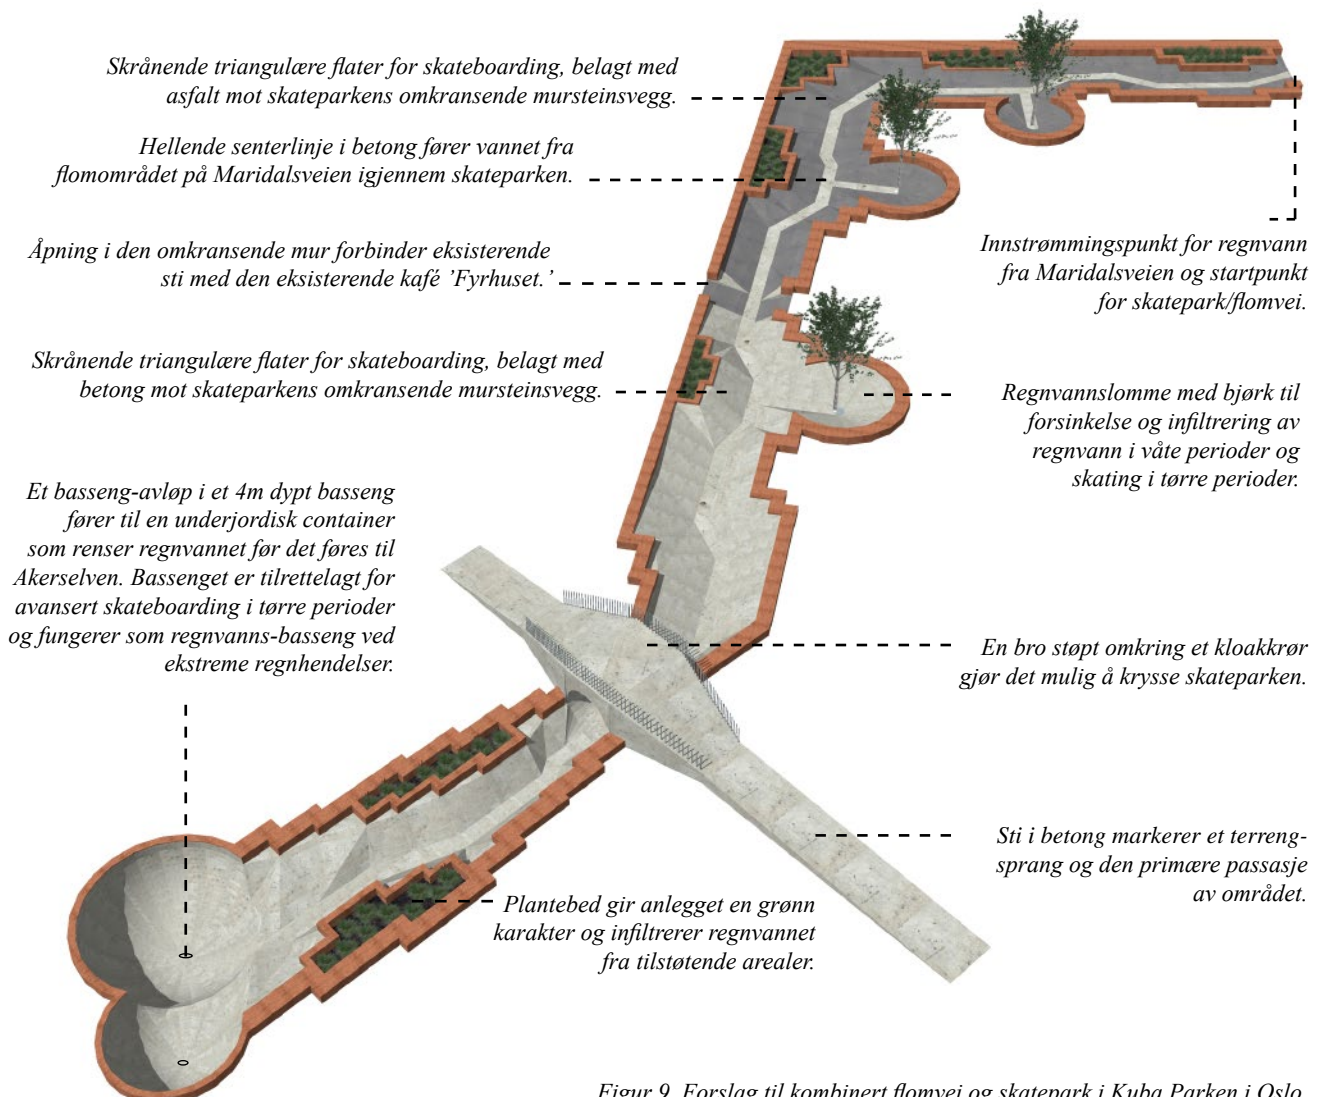 Skrånende triangulære flater for skateboarding, belagt med
asfalt mot skateparkens omkransende mursteinsvegg.
Hellende senterlinje i betong fører vannet fra
flomområdet på Maridalsveien igjennem skateparken.
Åpning i den omkransende mur forbinder eksisterende
sti med den eksisterende kafé 'Fyrhuset.'
Skrånende triangulære flater for skateboarding, belagt med
betong mot skateparkens omkransende mursteinsvegg.
Et basseng-avløp i et 4m dypt basseng
fører til en underjordisk container
som renser regnvannet før det føres til
Akerselven. Bassenget er tilrettelagt for
avansert skateboarding i tørre perioder
og fungerer som regnvanns-basseng ved
ekstreme regnhendelser.
Innstrømmingspunkt for regnvann
fra Maridalsveien og startpunkt
for skatepark/flomvei.
Regnvannslomme med bjørk til
forsinkelse og infiltrering av
regnvann i våte perioder og
skating i tørre perioder.
En bro støpt omkring et kloakkrør
gjør det mulig å krysse skateparken.
Sti i betong markerer et terreng-
sprang og den primære passasje
av området.
Plantebed gir anlegget en grønn
karakter og infiltrerer regnvannet
fra tilstøtende arealer.
Figur 9. Forslag til kombinert flomvei og skatepark i Kuba Parken i Oslo.